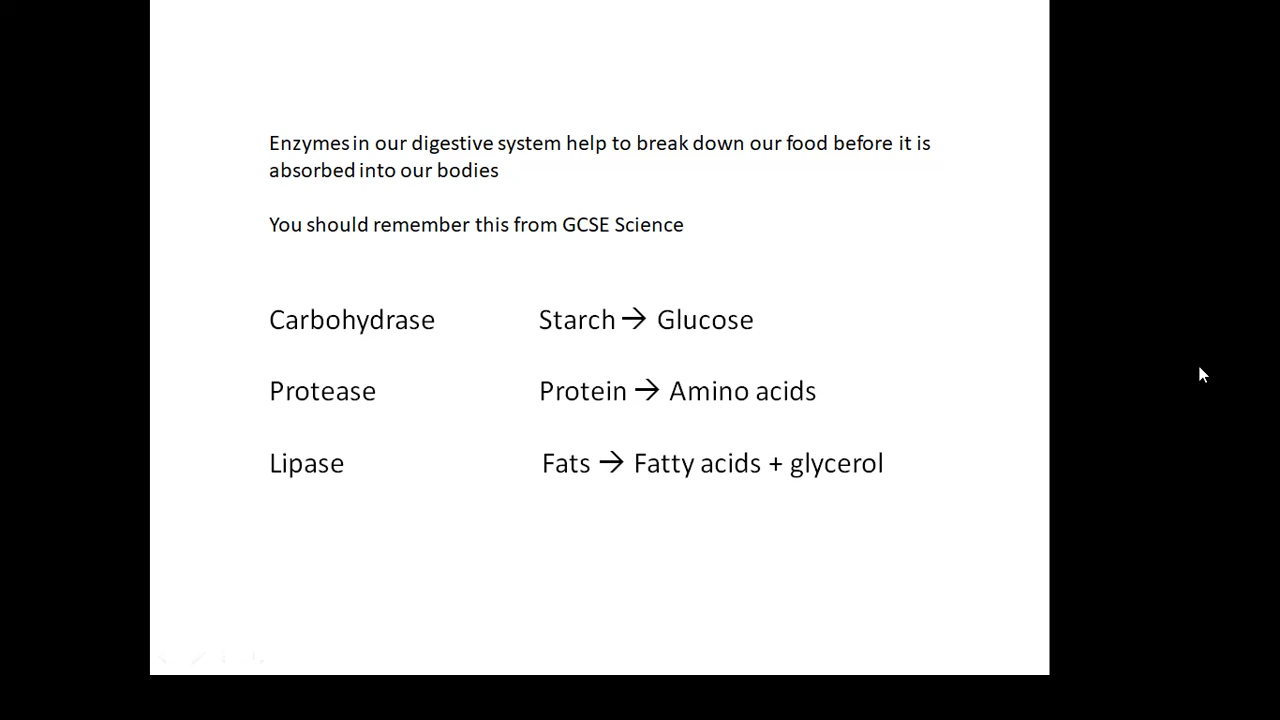 Enzymes in our digestive system help to break down our food before it is
absorbed into our bodies
You should remember this from GCSE Science
Carbohydrase Starch → Glucose
Protease Protein → Amino acids
Lipase Fats → Fatty acids + glycerol